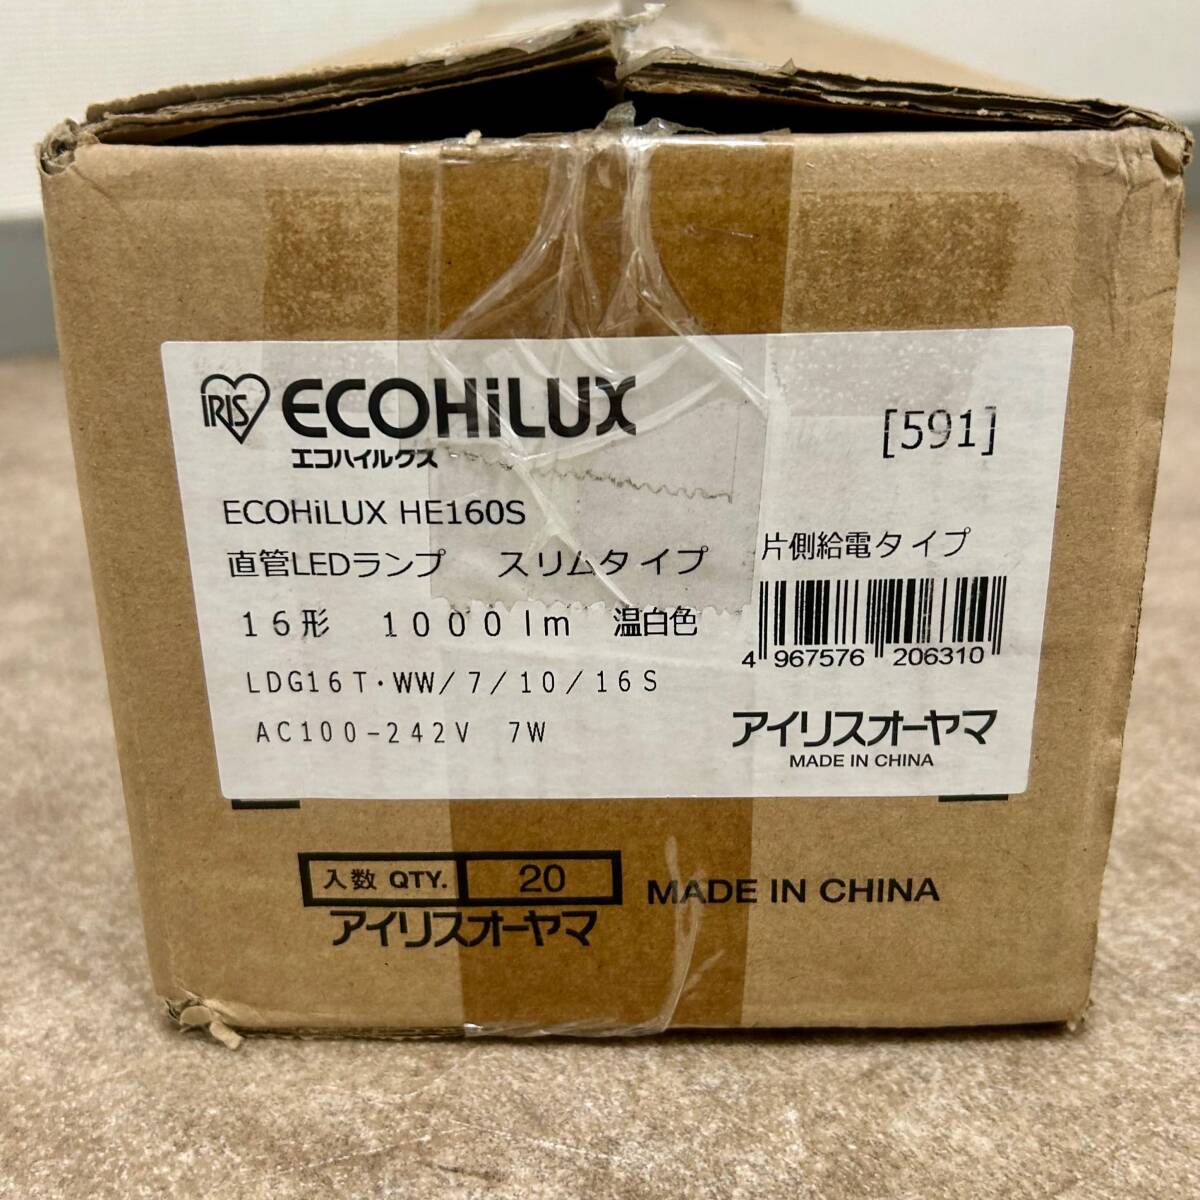 IRIS ECOHiLUX
エコハイルクス
[591]
ECOHiLUX HE160S
直管LEDランプ スリムタイプ 片側給電タイプ
16形 1000lm 温白色
LDG16T・WW/7/10/16S
AC100-242V 7W
4 967576 206310
アイリスオーヤマ
MADE IN CHINA
入数 QTY. 20
アイリスオーヤマ
MADE IN CHINA